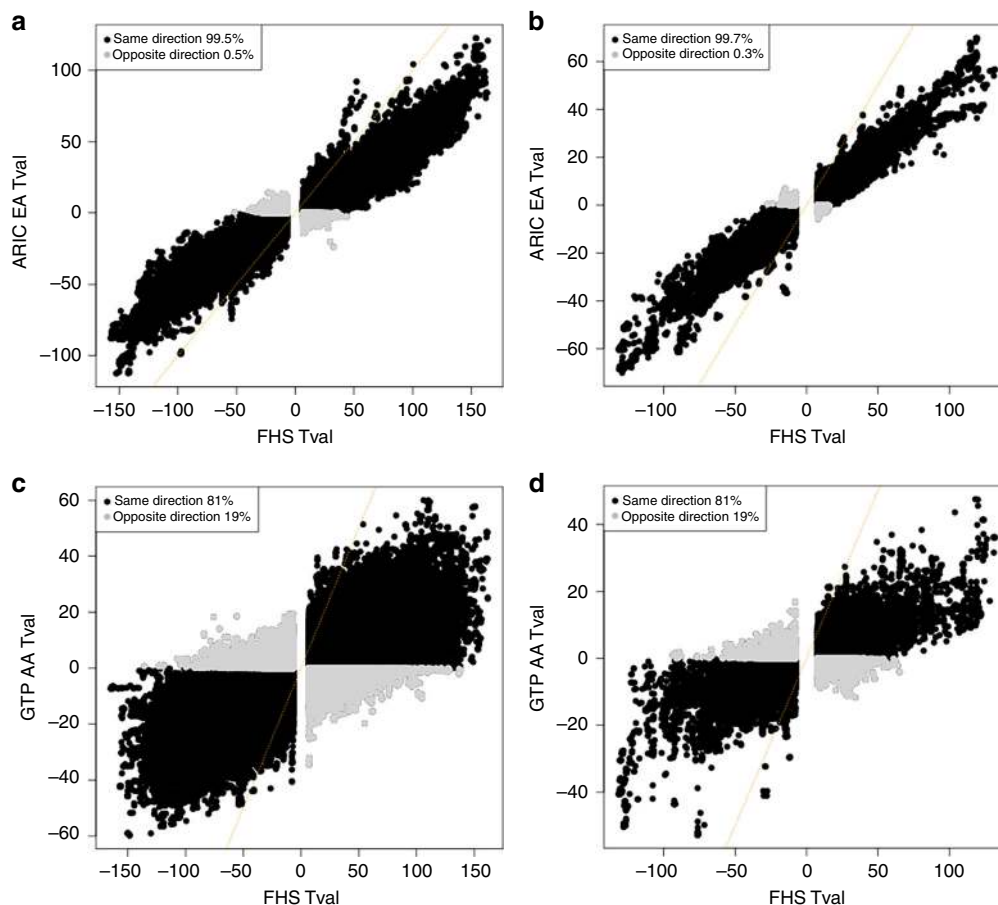 a
Same direction 99.5%
Opposite direction 0.5%
100
50
0
−50
−100
ARIC EA Tval
−150 −100 −50 0 50 100 150
FHS Tval
b
Same direction 99.7%
Opposite direction 0.3%
60
40
20
0
−20
−40
−60
ARIC EA Tval
−100 −50 0 50 100
FHS Tval
c
Same direction 81%
Opposite direction 19%
60
40
20
0
−20
−40
−60
GTP AA Tval
−150 −100 −50 0 50 100 150
FHS Tval
d
Same direction 81%
Opposite direction 19%
40
20
0
−20
−40
GTP AA Tval
−100 −50 0 50 100
FHS Tval